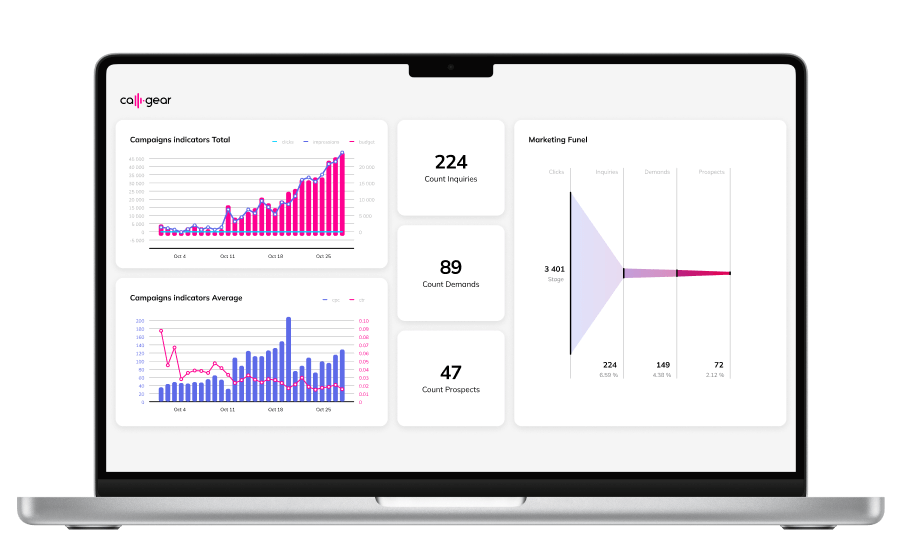 call·gear
Campaigns indicators Total
clicks impressions budget
45 000
40 000
35 000
30 000
25 000
20 000
15 000
10 000
5 000
0
-5 000
20 000
15 000
10 000
5 000
0
Oct 4 Oct 11 Oct 18 Oct 25
Campaigns indicators Average
cpc ctr
200
180
160
140
120
100
80
60
40
20
0
0,10
0,09
0,08
0,07
0,06
0,05
0,04
0,03
0,02
0,01
0
Oct 4 Oct 11 Oct 18 Oct 25
224
Count Inquiries
89
Count Demands
47
Count Prospects
Marketing Funel
Clicks Inquiries Demands Prospects
3 401
Stage
224 149 72
6.59 % 4.38 % 2.12 %